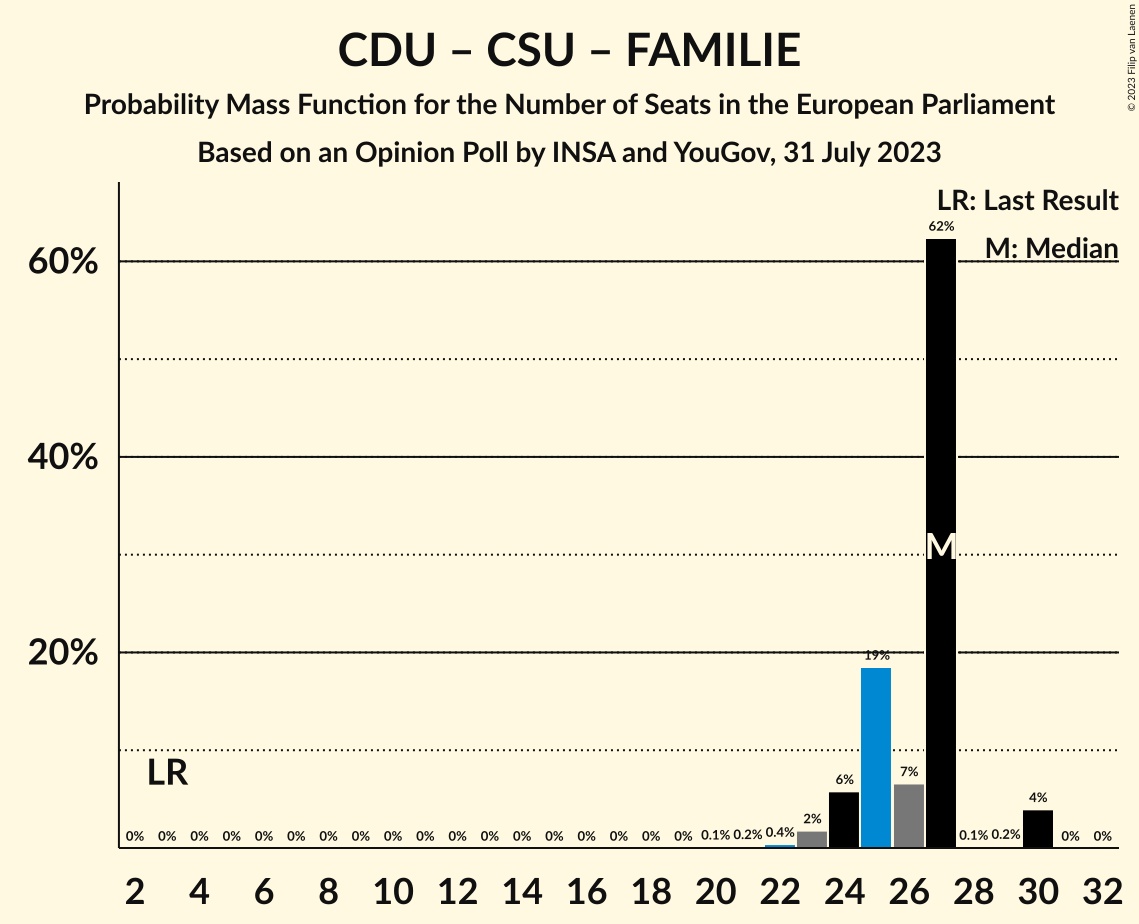 CDU – CSU – FAMILIE
Probability Mass Function for the Number of Seats in the European Parliament
Based on an Opinion Poll by INSA and YouGov, 31 July 2023
© 2023 Filip van Laenen
LR: Last Result
M: Median
60%
40%
20%
LR
M
0% 0% 0% 0% 0% 0% 0% 0% 0% 0% 0% 0% 0% 0% 0% 0% 0% 0% 0.1% 0.2% 0.4% 2% 6% 19% 7% 62% 0.1% 0.2% 4% 0% 0%
2 4 6 8 10 12 14 16 18 20 22 24 26 28 30 32